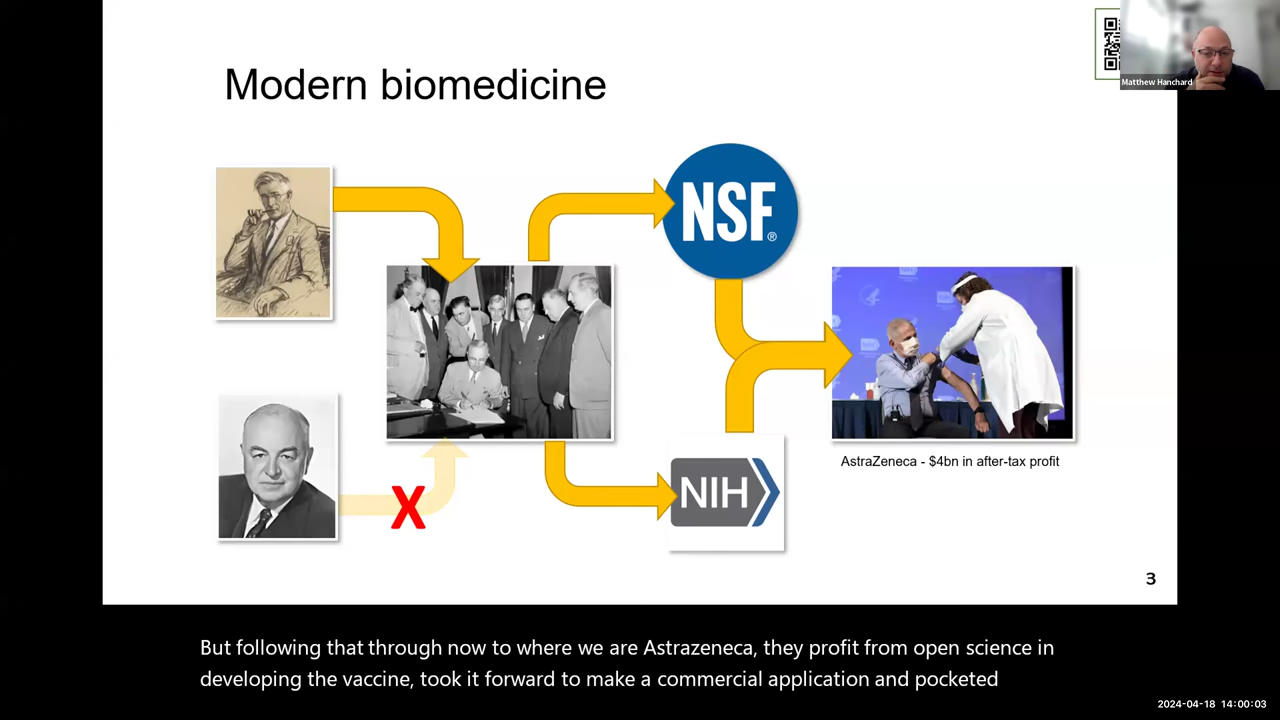 Modern biomedicine
Matthew Hanchard
NSF®
NIH
AstraZeneca - $4bn in after-tax profit
X
3
But following that through now to where we are Astrazeneca, they profit from open science in
developing the vaccine, took it forward to make a commercial application and pocketed
2024-04-18 14:00:03